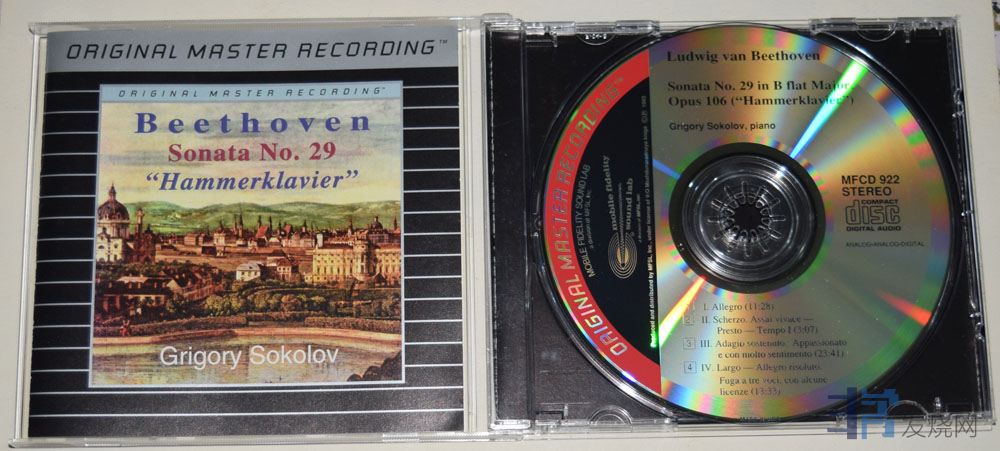 ORIGINAL MASTER RECORDING™
ORIGINAL MASTER RECORDING™
Beethoven
Sonata No. 29
“Hammerklavier”
Grigory Sokolov
Ludwig van Beethoven
Sonata No. 29 in B flat Major
Opus 106 (“Hammerklavier”)
Grigory Sokolov, piano
ORIGINAL MASTER RECORDING™
MOBILE FIDELITY SOUND LAB
mobile fidelity
sound lab
MFCD 922
STEREO
COMPACT
disc
DIGITAL AUDIO
ANALOG•ANALOG•DIGITAL
I. Allegro (11:28)
2 II. Scherzo. Assai vivace —
Presto — Tempo I (3:07)
3 III. Adagio sostenuto. Appassionato
e con molto sentimento (23:41)
4 IV. Largo — Allegro risoluto.
Fuga a tre voci, con alcune
licenze (13:33)
发烧网